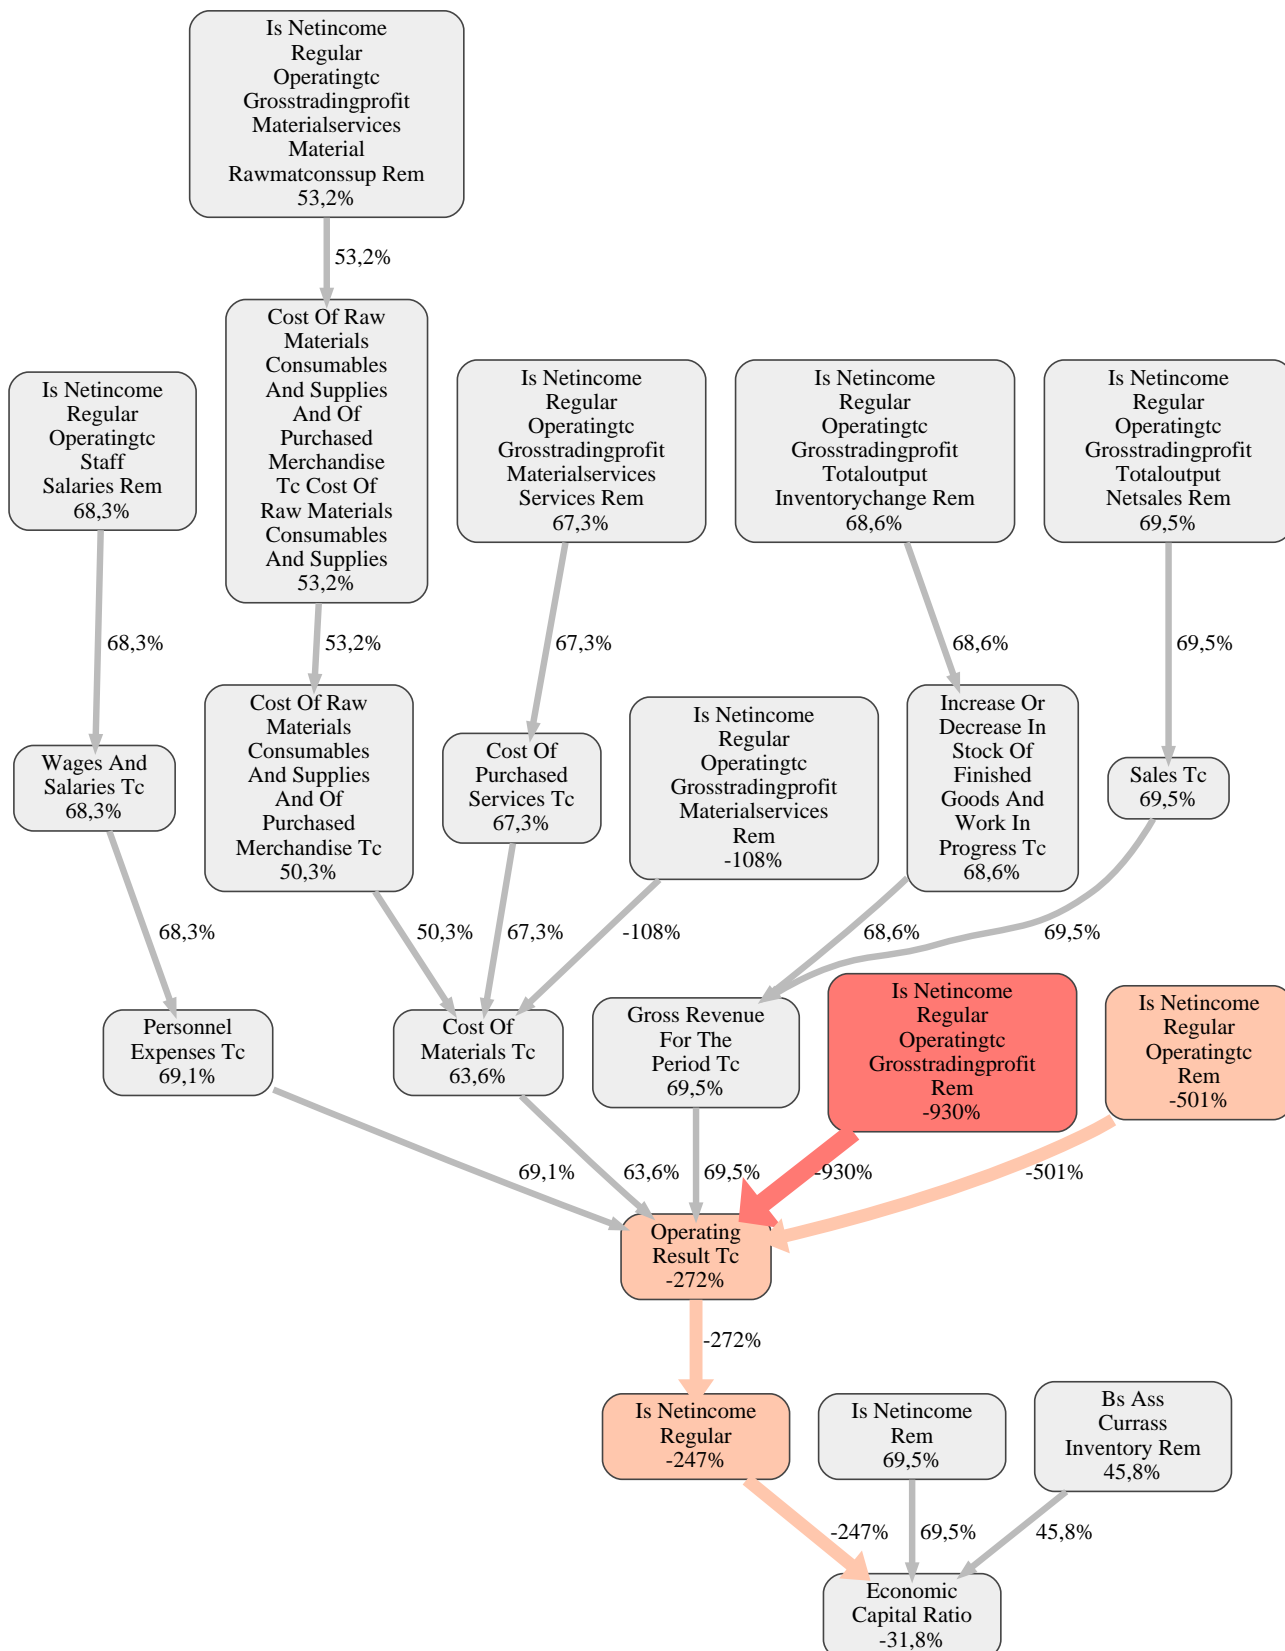 Is Netincome
Regular
Operatingtc
Grosstradingprofit
Materialservices
Material
Rawmatconssup Rem
53,2%
53,2%
Is Netincome
Regular
Operatingtc
Staff
Salaries Rem
68,3%
Cost Of Raw
Materials
Consumables
And Supplies
And Of
Purchased
Merchandise
Tc Cost Of
Raw Materials
Consumables
And Supplies
53,2%
Is Netincome
Regular
Operatingtc
Grosstradingprofit
Materialservices
Services Rem
67,3%
Is Netincome
Regular
Operatingtc
Grosstradingprofit
Totaloutput
Inventorychange Rem
68,6%
Is Netincome
Regular
Operatingtc
Grosstradingprofit
Totaloutput
Netsales Rem
69,5%
68,3%
53,2%
67,3%
68,6%
69,5%
Wages And
Salaries Tc
68,3%
Cost Of Raw
Materials
Consumables
And Supplies
And Of
Purchased
Merchandise Tc
50,3%
Cost Of
Purchased
Services Tc
67,3%
Is Netincome
Regular
Operatingtc
Grosstradingprofit
Materialservices
Rem
-108%
Increase Or
Decrease In
Stock Of
Finished
Goods And
Work In
Progress Tc
68,6%
Sales Tc
69,5%
68,3%
50,3%
67,3%
-108%
68,6%
69,5%
Personnel
Expenses Tc
69,1%
Cost Of
Materials Tc
63,6%
Gross Revenue
For The
Period Tc
69,5%
Is Netincome
Regular
Operatingtc
Grosstradingprofit
Rem
-930%
Is Netincome
Regular
Operatingtc
Rem
-501%
69,1%
63,6%
69,5%
-930%
-501%
Operating
Result Tc
-272%
-272%
Is Netincome
Regular
-247%
Is Netincome
Rem
69,5%
Bs Ass
Currass
Inventory Rem
45,8%
-247%
69,5%
45,8%
Economic
Capital Ratio
-31,8%